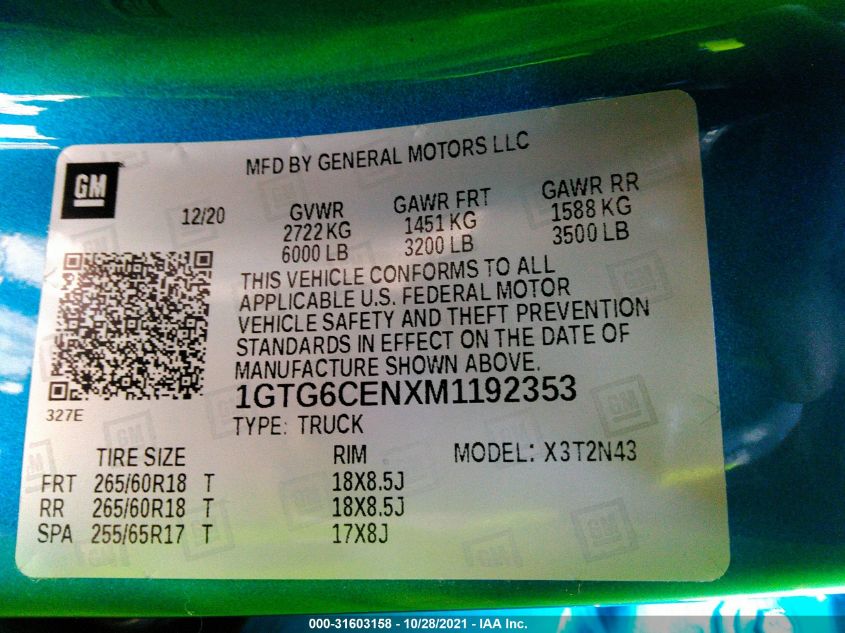 MFD BY GENERAL MOTORS LLC
GM
12/20 GVWR GAWR FRT GAWR RR
2722 KG 1451 KG 1588 KG
6000 LB 3200 LB 3500 LB
THIS VEHICLE CONFORMS TO ALL
APPLICABLE U.S. FEDERAL MOTOR
VEHICLE SAFETY AND THEFT PREVENTION
STANDARDS IN EFFECT ON THE DATE OF
MANUFACTURE SHOWN ABOVE.
327E
1GTG6CENXM1192353
TYPE: TRUCK
TIRE SIZE RIM MODEL: X3T2N43
FRT 265/60R18 T 18X8.5J
RR 265/60R18 T 18X8.5J
SPA 255/65R17 T 17X8J
000-31603158 - 10/28/2021 - IAA Inc.